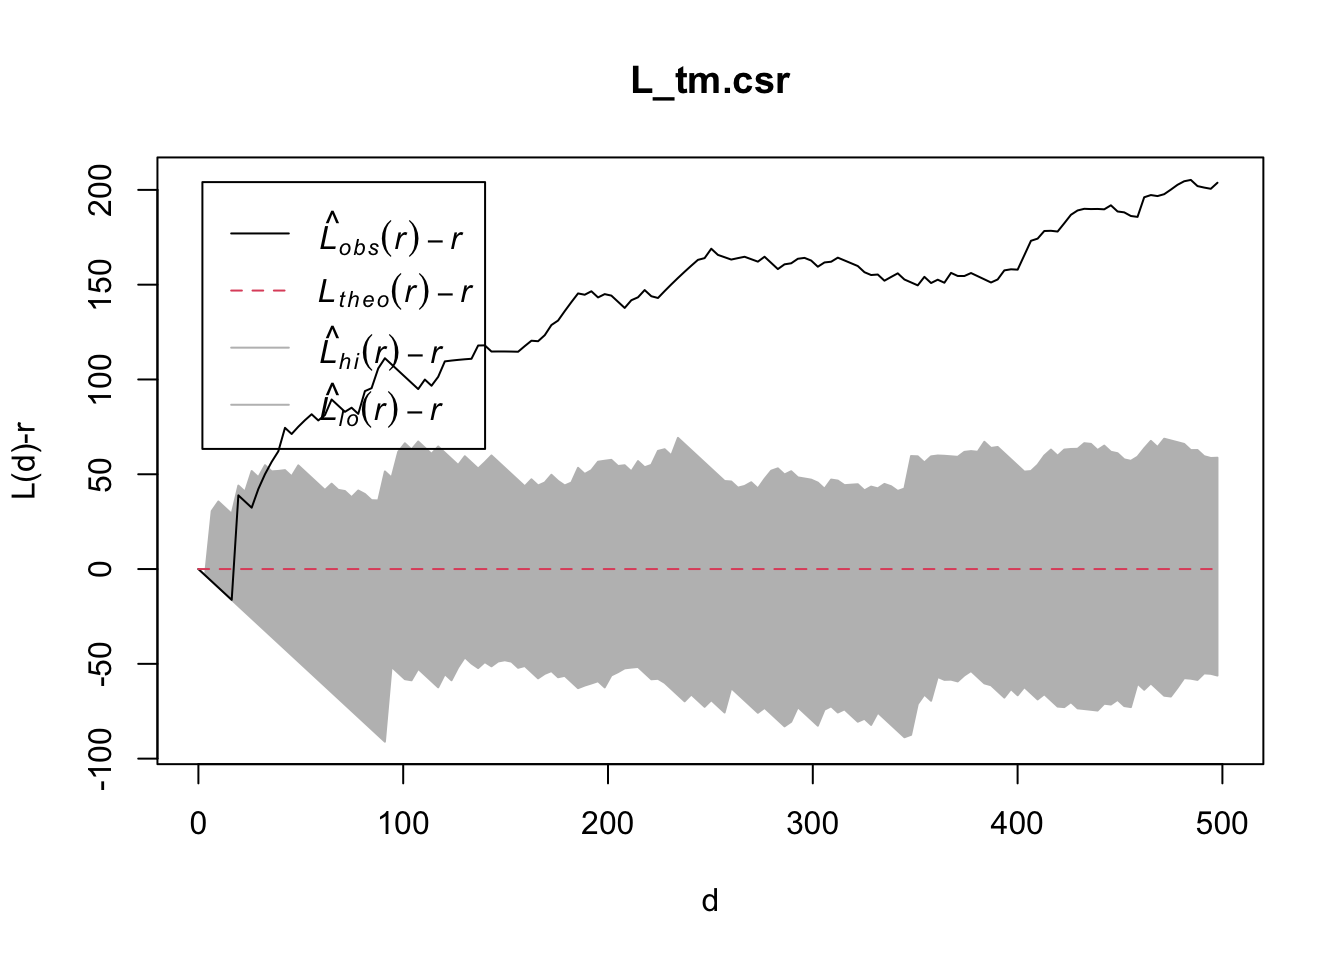 L_tm.csr
L̂obs(r) − r
Ltheo(r) − r
L̂hi(r) − r
L̂lo(r) − r
L(d)-r
200
150
100
50
0
-50
-100
0 100 200 300 400 500
d